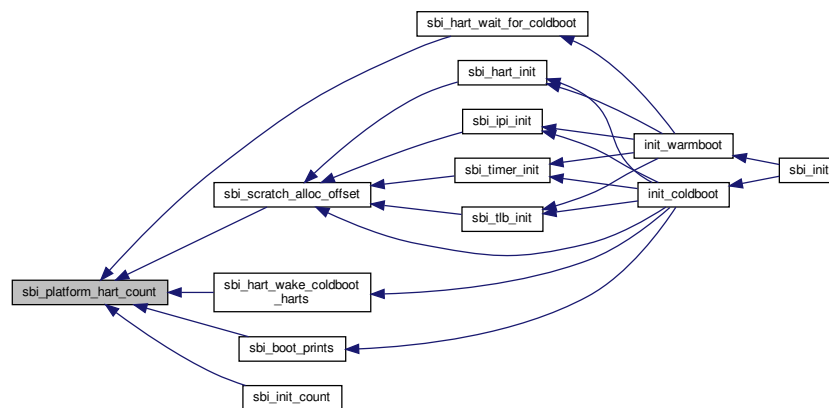 sbi_hart_wait_for_coldboot
sbi_hart_init
sbi_ipi_init
init_warmboot
sbi_timer_init
sbi_init
sbi_scratch_alloc_offset
init_coldboot
sbi_tlb_init
sbi_platform_hart_count
sbi_hart_wake_coldboot
_harts
sbi_boot_prints
sbi_init_count